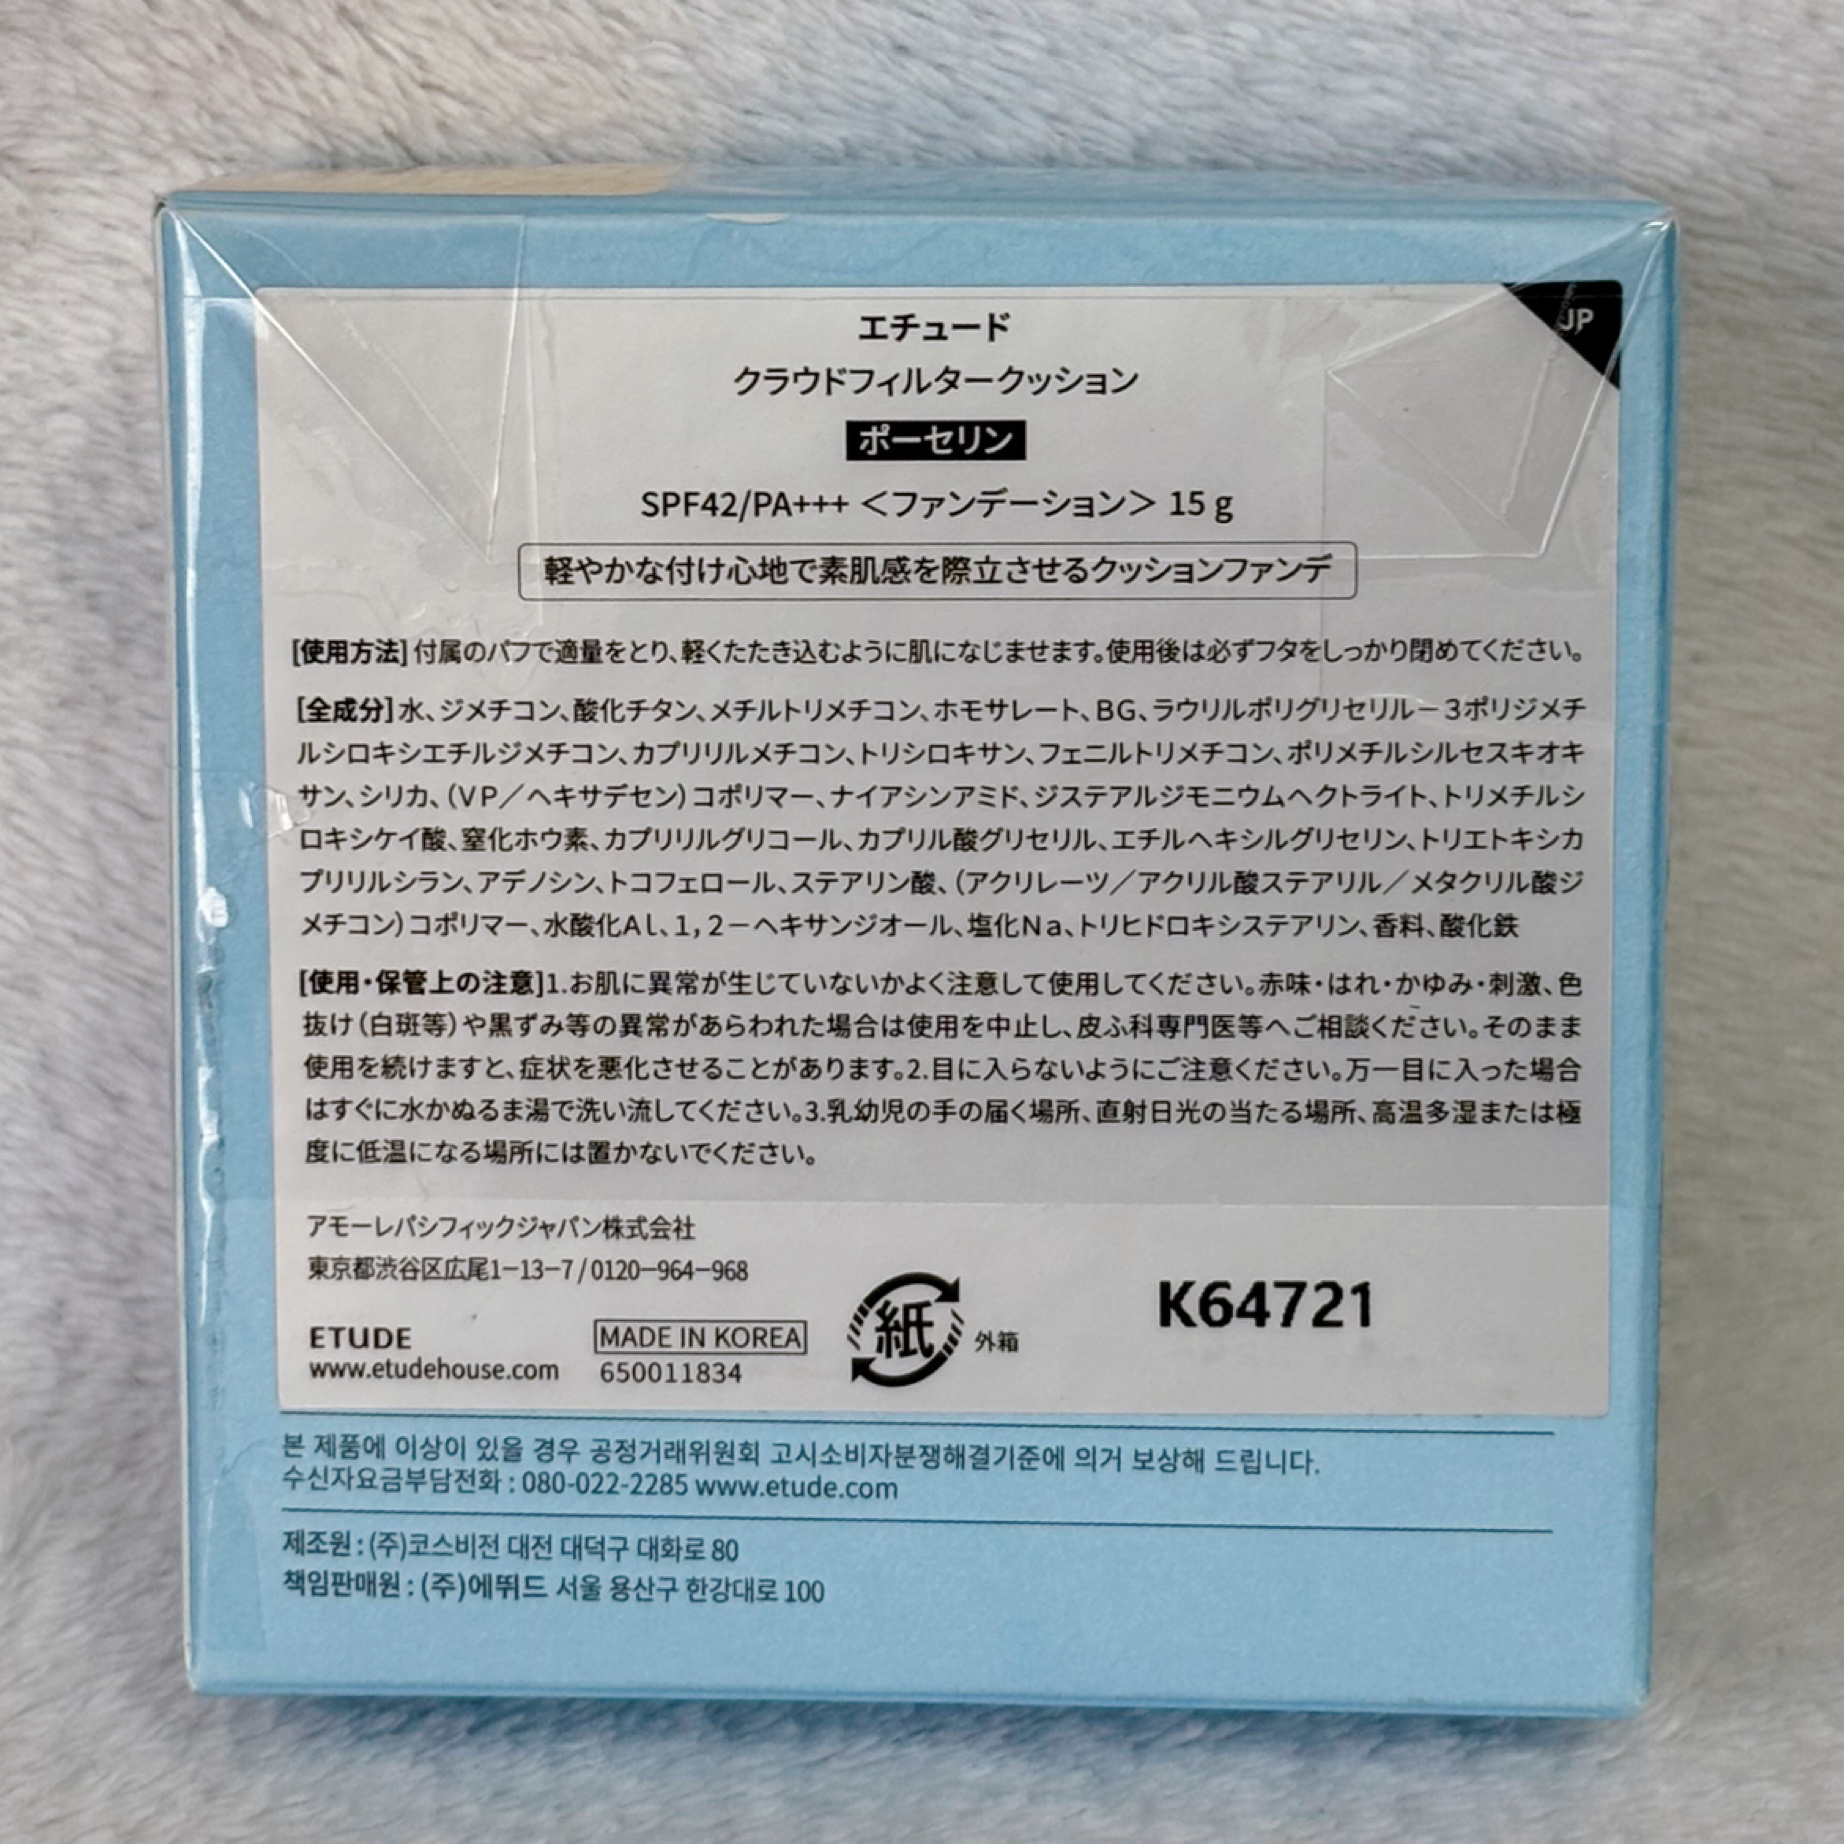 JP
エチュード
クラウドフィルタークッション
ポーセリン
SPF42/PA+++ ＜ファンデーション＞ 15 g
軽やかな付け心地で素肌感を際立させるクッションファンデ
[使用方法] 付属のパフで適量をとり、軽くたたき込むように肌になじませます。使用後は必ずフタをしっかり閉めてください。
[全成分] 水、ジメチコン、酸化チタン、メチルトリメチコン、ホモサレート、BG、ラウリルポリグリセリルー３ポリジメチ
ルシロキシエチルジメチコン、カプリリルメチコン、トリシロキサン、フェニルトリメチコン、ポリメチルシルセスキオキ
サン、シリカ、（ＶＰ／ヘキサデセン）コポリマー、ナイアシンアミド、ジステアルジモニウムヘクトライト、トリメチルシ
ロキシケイ酸、窒化ホウ素、カプリリルグリコール、カプリル酸グリセリル、エチルヘキシルグリセリン、トリエトキシカ
プリリルシラン、アデノシン、トコフェロール、ステアリン酸、（アクリレーツ／アクリル酸ステアリル／メタクリル酸ジ
メチコン）コポリマー、水酸化Ａｌ、１，２－ヘキサンジオール、塩化Ｎａ、トリヒドロキシステアリン、香料、酸化鉄
[使用・保管上の注意]1.お肌に異常が生じていないかよく注意して使用してください。赤味・はれ・かゆみ・刺激、色
抜け（白斑等）や黒ずみ等の異常があらわれた場合は使用を中止し、皮ふ科専門医等へご相談ください。そのまま
使用を続けますと、症状を悪化させることがあります。2.目に入らないようにご注意ください。万一目に入った場合
はすぐに水かぬるま湯で洗い流してください。3.乳幼児の手の届く場所、直射日光の当たる場所、高温多湿または極
度に低温になる場所には置かないでください。
アモーレパシフィックジャパン株式会社
東京都渋谷区広尾1－13－7 / 0120－964－968
ETUDE
www.etudehouse.com
MADE IN KOREA
650011834
紙
外箱
K64721
본 제품에 이상이 있을 경우 공정거래위원회 고시소비자분쟁해결기준에 의거 보상해 드립니다.
수신자요금부담전화 : 080-022-2285 www.etude.com
제조원 : (주)코스비전 대전 대덕구 대화로 80
책임판매원 : (주)에뛰드 서울 용산구 한강대로 100